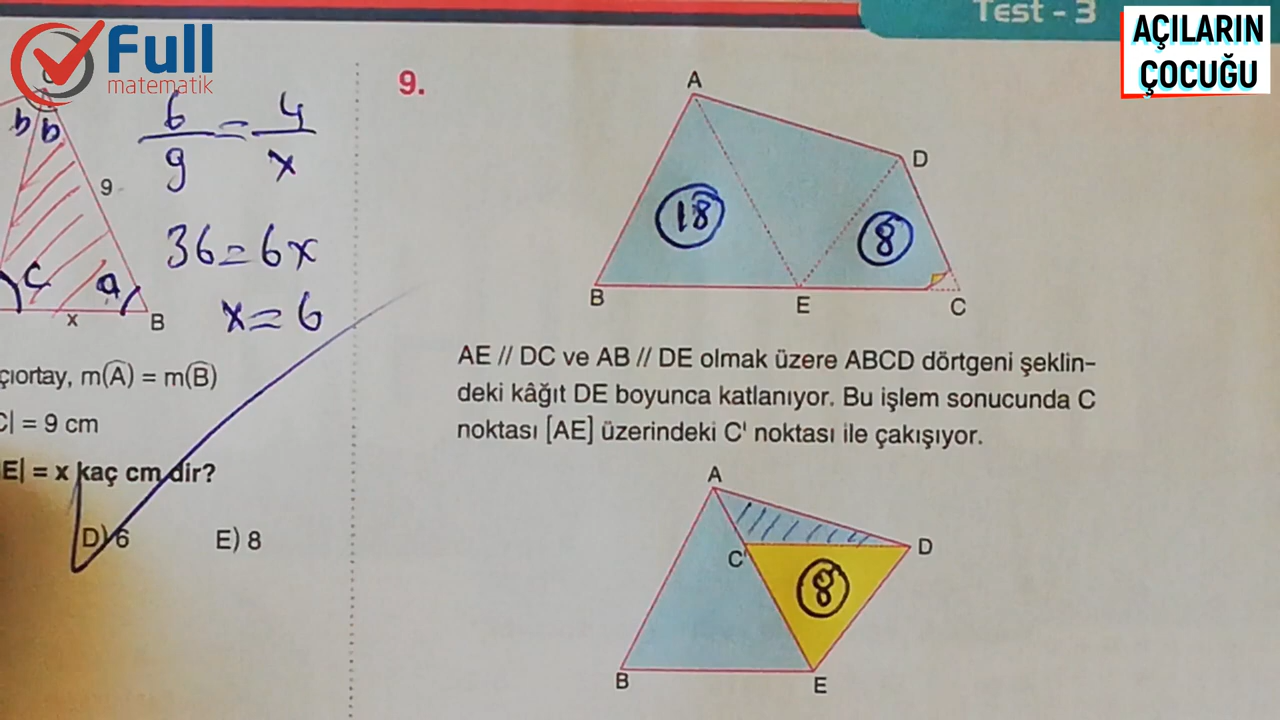 Test - 3
AÇILARIN
ÇOCUĞU
Full
matematik
b b
9
C
a
x
B
6/9 = 4/x
36 = 6x
x = 6
çıortay, m(A) = m(B)
C| = 9 cm
E| = x kaç cm dir?
D) 6 E) 8
9.
A
D
18
8
B
E
C
AE // DC ve AB // DE olmak üzere ABCD dörtgeni şeklin-
deki kâğıt DE boyunca katlanıyor. Bu işlem sonucunda C
noktası [AE] üzerindeki C' noktası ile çakışıyor.
A
C'
D
8
B
E